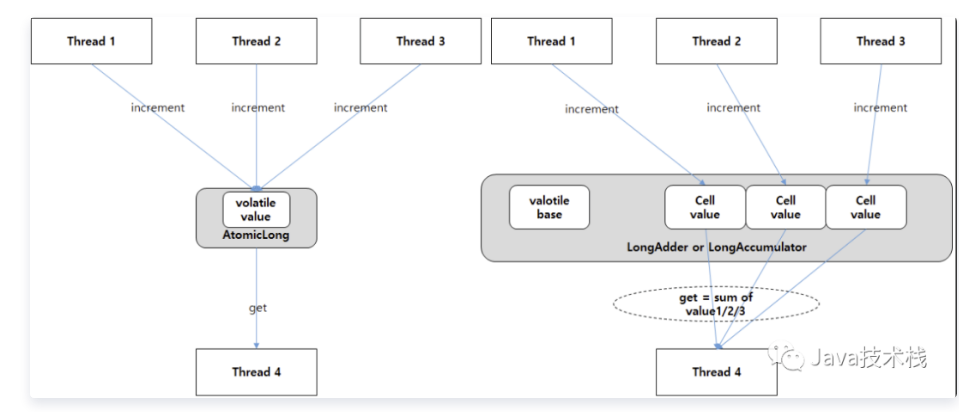 Thread 1
Thread 2
Thread 3
Thread 1
Thread 2
Thread 3
increment
increment
increment
increment
increment
increment
volatile
value
AtomicLong
valotile
base
Cell
value
Cell
value
Cell
value
LongAdder or LongAccumulator
get
get = sum of
value1/2/3
Thread 4
Thread 4
Java技术栈